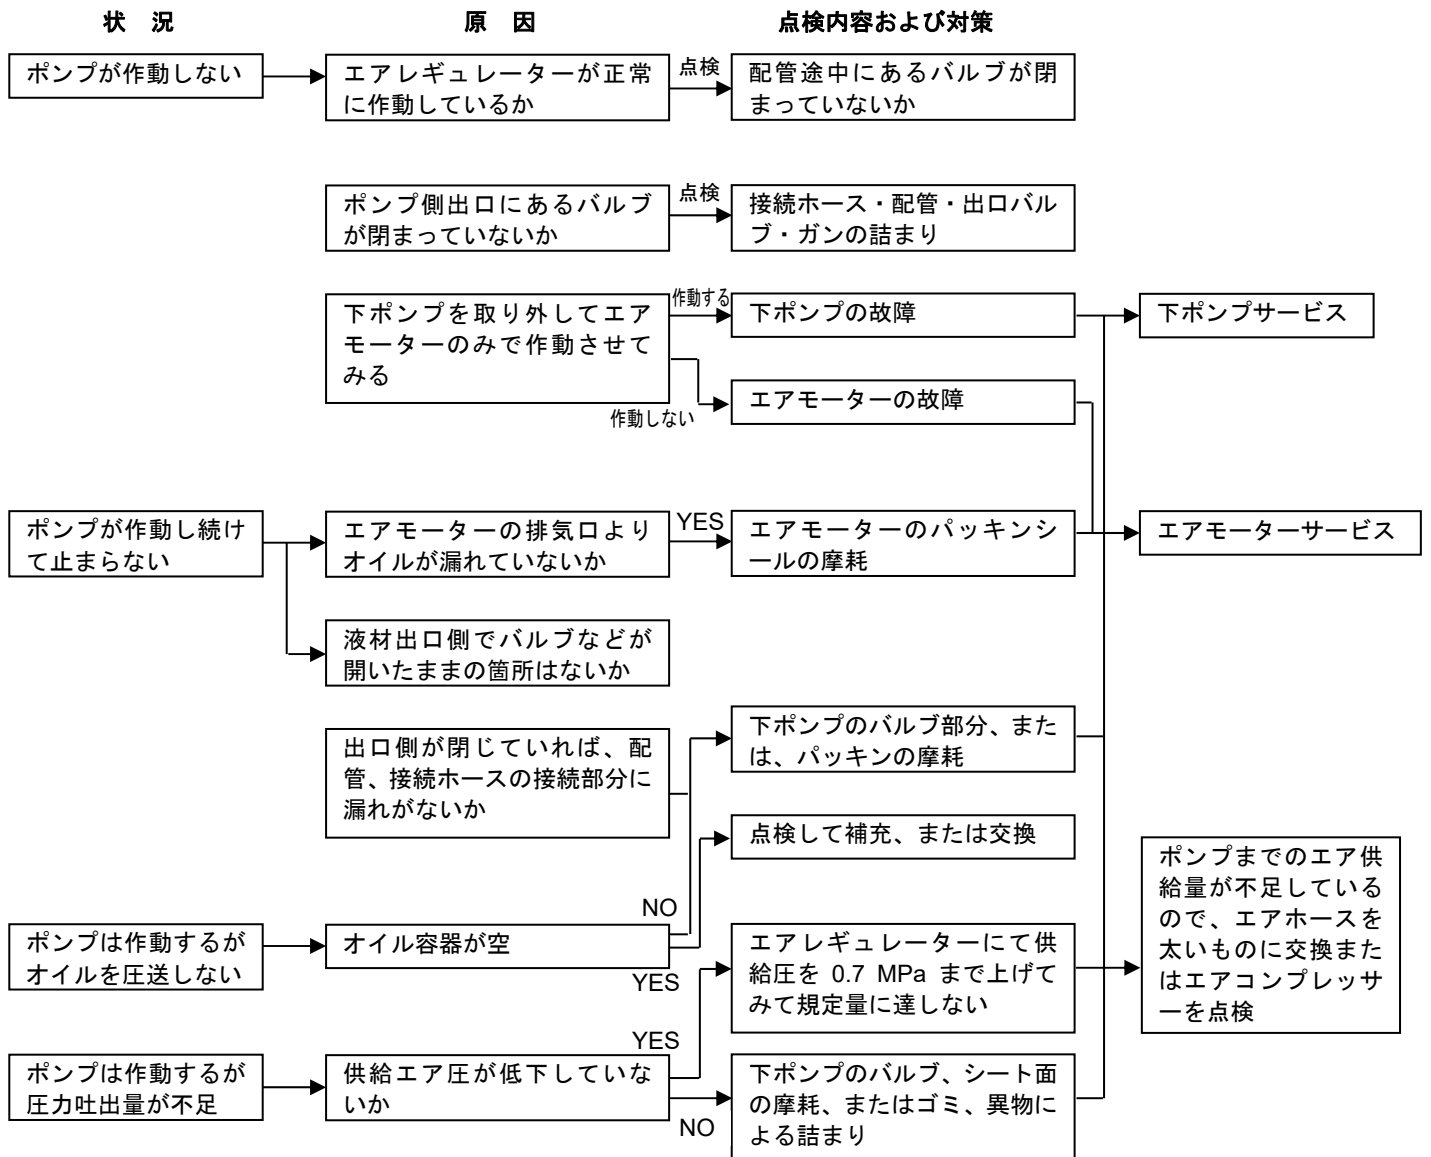 状　況
原　因
点検内容および対策
ポンプが作動しない
エアレギュレーターが正常
に作動しているか
点検
配管途中にあるバルブが閉
まっていないか
ポンプ側出口にあるバルブ
が閉まっていないか
点検
接続ホース・配管・出口バル
ブ・ガンの詰まり
下ポンプを取り外してエア
モーターのみで作動させて
みる
作動する
下ポンプの故障
下ポンプサービス
作動しない
エアモーターの故障
ポンプが作動し続け
て止まらない
エアモーターの排気口より
オイルが漏れていないか
YES
エアモーターのパッキンシ
ールの摩耗
エアモーターサービス
液材出口側でバルブなどが
開いたままの箇所はないか
出口側が閉じていれば、配
管、接続ホースの接続部分に
漏れがないか
下ポンプのバルブ部分、また
は、パッキンの摩耗
点検して補充、または交換
ポンプは作動するが
オイルを圧送しない
オイル容器が空
NO
YES
エアレギュレーターにて供
給圧を 0.7 MPa まで上げて
みて規定量に達しない
ポンプまでのエア供
給量が不足している
ので、エアホースを
太いものに交換また
はエアコンプレッサ
ーを点検
ポンプは作動するが
圧力吐出量が不足
供給エア圧が低下していな
いか
YES
NO
下ポンプのバルブ、シート面
の摩耗、またはゴミ、異物に
よる詰まり